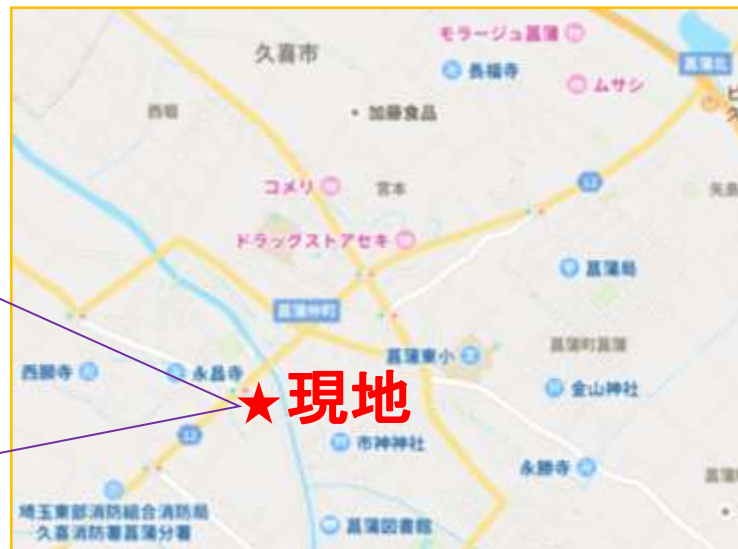 モラージュ菖蒲
久喜市
長福寺
菖蒲北
ムサシ
西堀
加藤食品
コメリ
宮本
12
ドラッグストアセキ
菖蒲局
菖蒲仲町
菖蒲東小
菖蒲町菖蒲
西願寺
永昌寺
金山神社
★現地
12
市神神社
永勝寺
埼玉東部消防組合消防局
久喜消防署菖蒲分署
菖蒲図書館